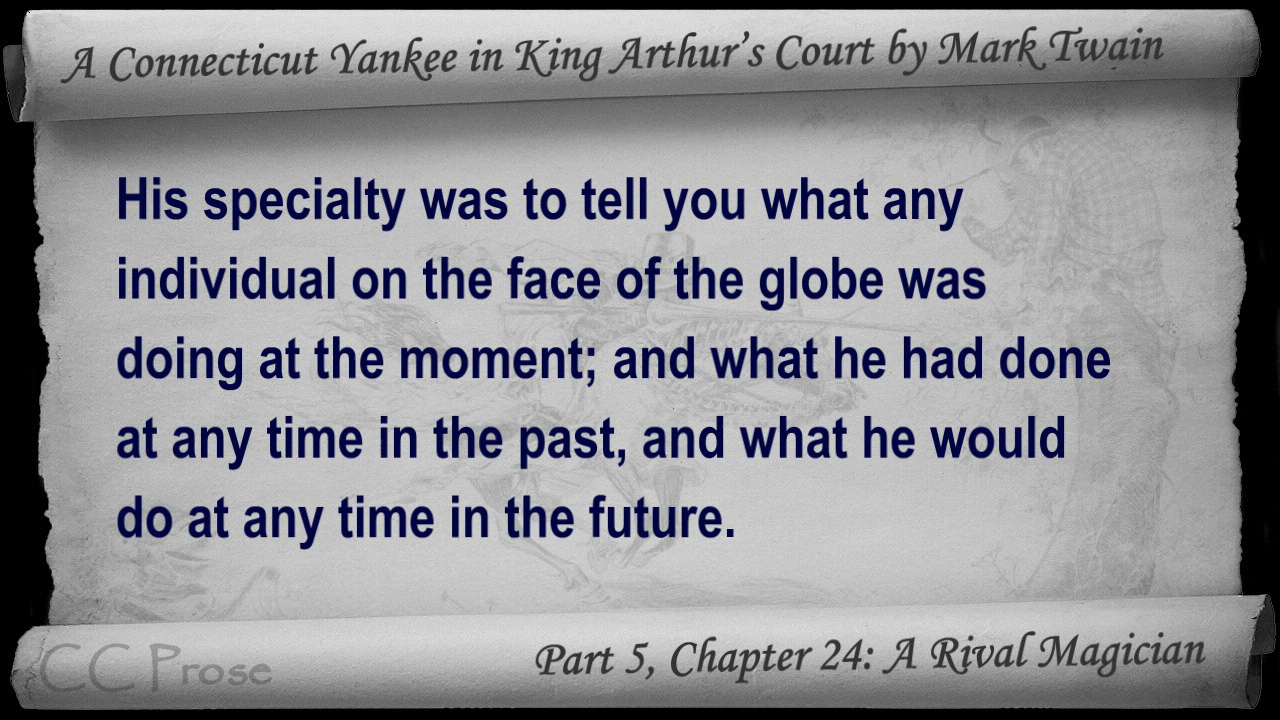 A Connecticut Yankee in King Arthur's Court by Mark Twain
His specialty was to tell you what any
individual on the face of the globe was
doing at the moment; and what he had done
at any time in the past, and what he would
do at any time in the future.
CC Prose
Part 5, Chapter 24: A Rival Magician